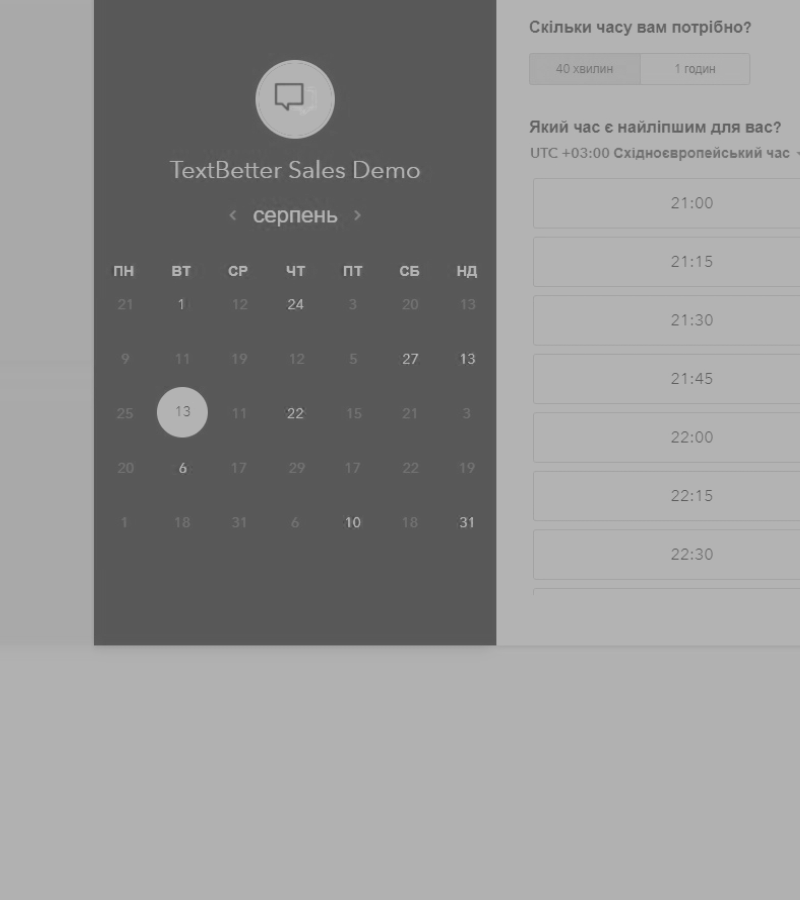 TextBetter Sales Demo
серпень
ПН ВТ СР ЧТ ПТ СБ НД
21 1 12 24 3 20 13
9 11 19 12 5 27 13
25 13 11 22 15 21 3
20 6 17 29 17 22 19
1 18 31 6 10 18 31
Скільки часу вам потрібно?
40 хвилин 1 годин
Який час є найліпшим для вас?
UTC +03:00 Східноєвропейський час
21:00
21:15
21:30
21:45
22:00
22:15
22:30